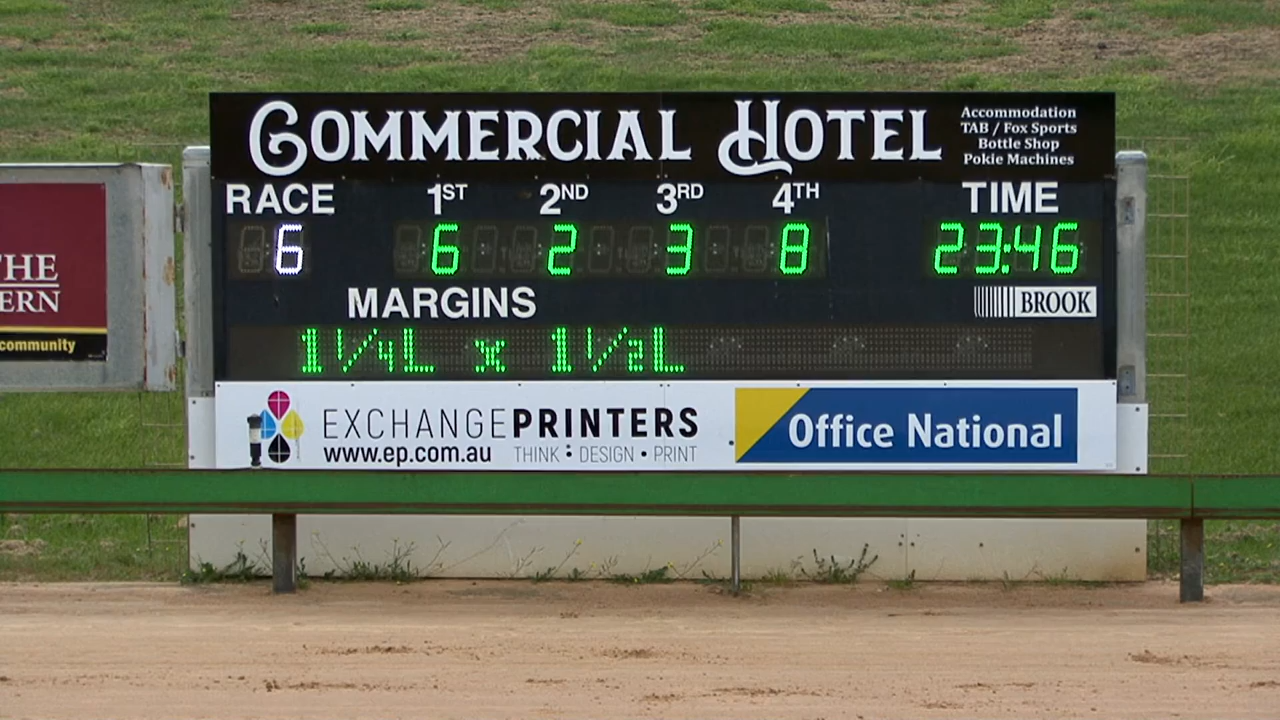 COMMERCIAL HOTEL
Accommodation
TAB / Fox Sports
Bottle Shop
Pokie Machines
RACE 1ST 2ND 3RD 4TH TIME
6 6 2 3 8 23:46
MARGINS
BROOK
1 1/4L x 1 1/2L
THE
ERN
community
EXCHANGEPRINTERS
www.ep.com.au THINK : DESIGN • PRINT
Office National